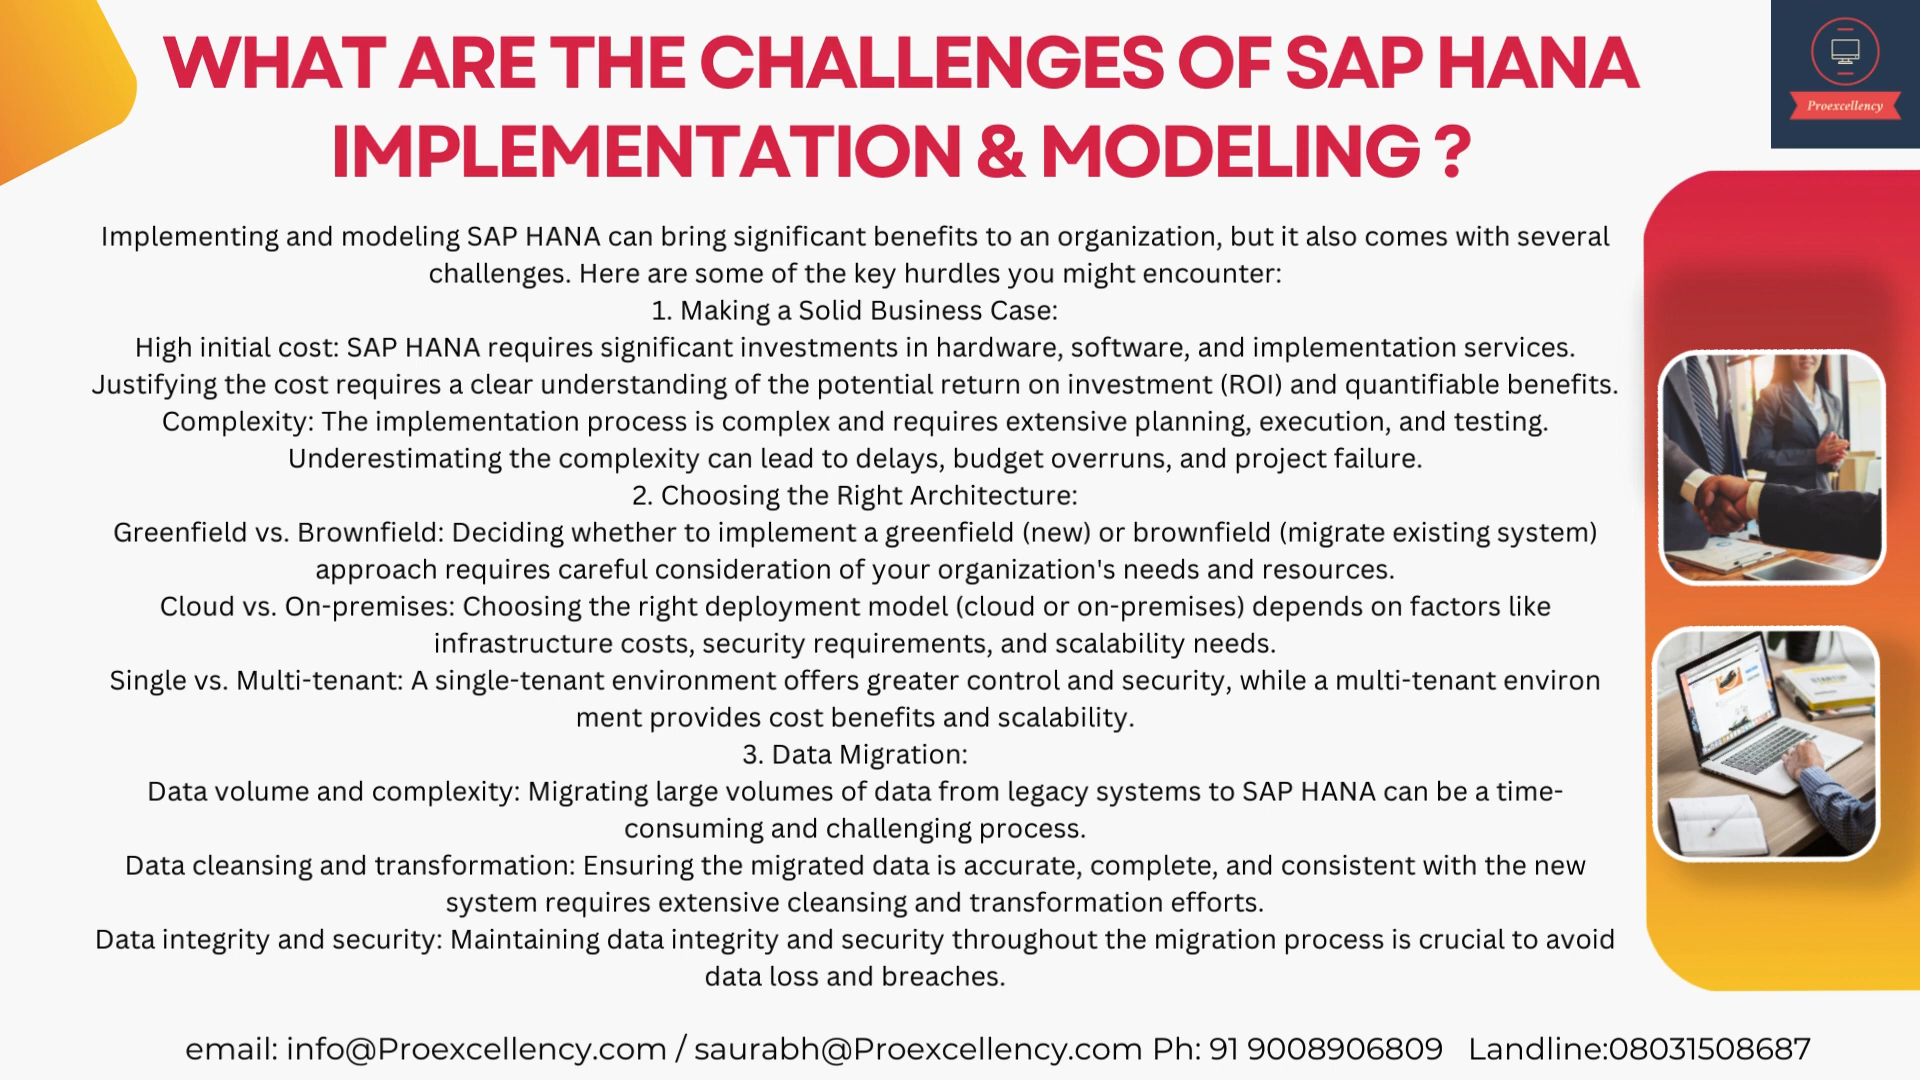 WHAT ARE THE CHALLENGES OF SAP HANA
IMPLEMENTATION & MODELING ?
Proexcellency
Implementing and modeling SAP HANA can bring significant benefits to an organization, but it also comes with several
challenges. Here are some of the key hurdles you might encounter:
1. Making a Solid Business Case:
High initial cost: SAP HANA requires significant investments in hardware, software, and implementation services.
Justifying the cost requires a clear understanding of the potential return on investment (ROI) and quantifiable benefits.
Complexity: The implementation process is complex and requires extensive planning, execution, and testing.
Underestimating the complexity can lead to delays, budget overruns, and project failure.
2. Choosing the Right Architecture:
Greenfield vs. Brownfield: Deciding whether to implement a greenfield (new) or brownfield (migrate existing system)
approach requires careful consideration of your organization's needs and resources.
Cloud vs. On-premises: Choosing the right deployment model (cloud or on-premises) depends on factors like
infrastructure costs, security requirements, and scalability needs.
Single vs. Multi-tenant: A single-tenant environment offers greater control and security, while a multi-tenant environ
ment provides cost benefits and scalability.
3. Data Migration:
Data volume and complexity: Migrating large volumes of data from legacy systems to SAP HANA can be a time-
consuming and challenging process.
Data cleansing and transformation: Ensuring the migrated data is accurate, complete, and consistent with the new
system requires extensive cleansing and transformation efforts.
Data integrity and security: Maintaining data integrity and security throughout the migration process is crucial to avoid
data loss and breaches.
email: info@Proexcellency.com / saurabh@Proexcellency.com Ph: 91 9008906809 Landline:08031508687